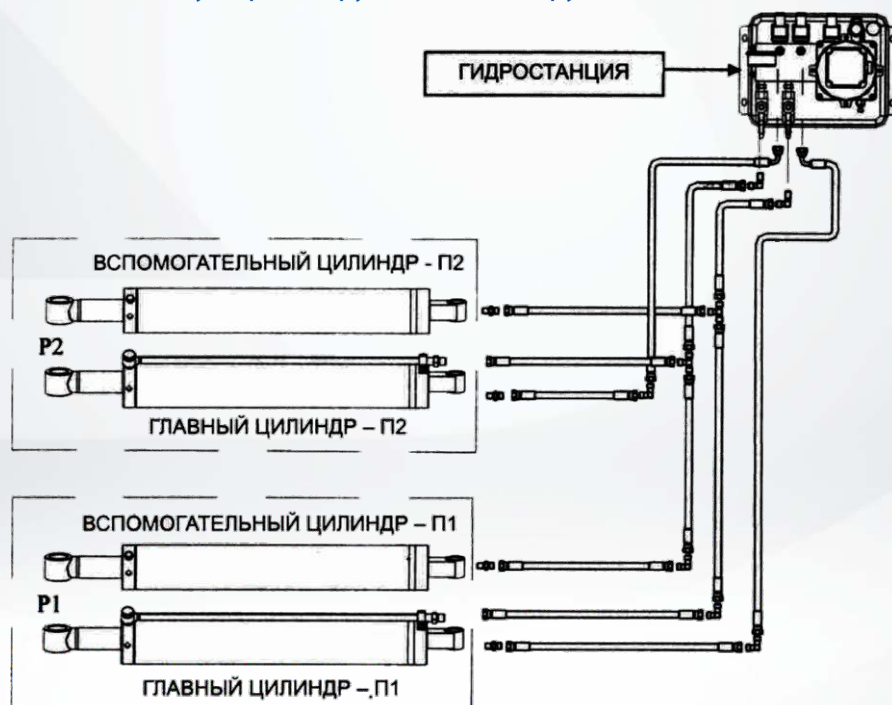 ГИДРОСТАНЦИЯ
ВСПОМОГАТЕЛЬНЫЙ ЦИЛИНДР - П2
P2
ГЛАВНЫЙ ЦИЛИНДР – П2
ВСПОМОГАТЕЛЬНЫЙ ЦИЛИНДР – П1
P1
ГЛАВНЫЙ ЦИЛИНДР – П1